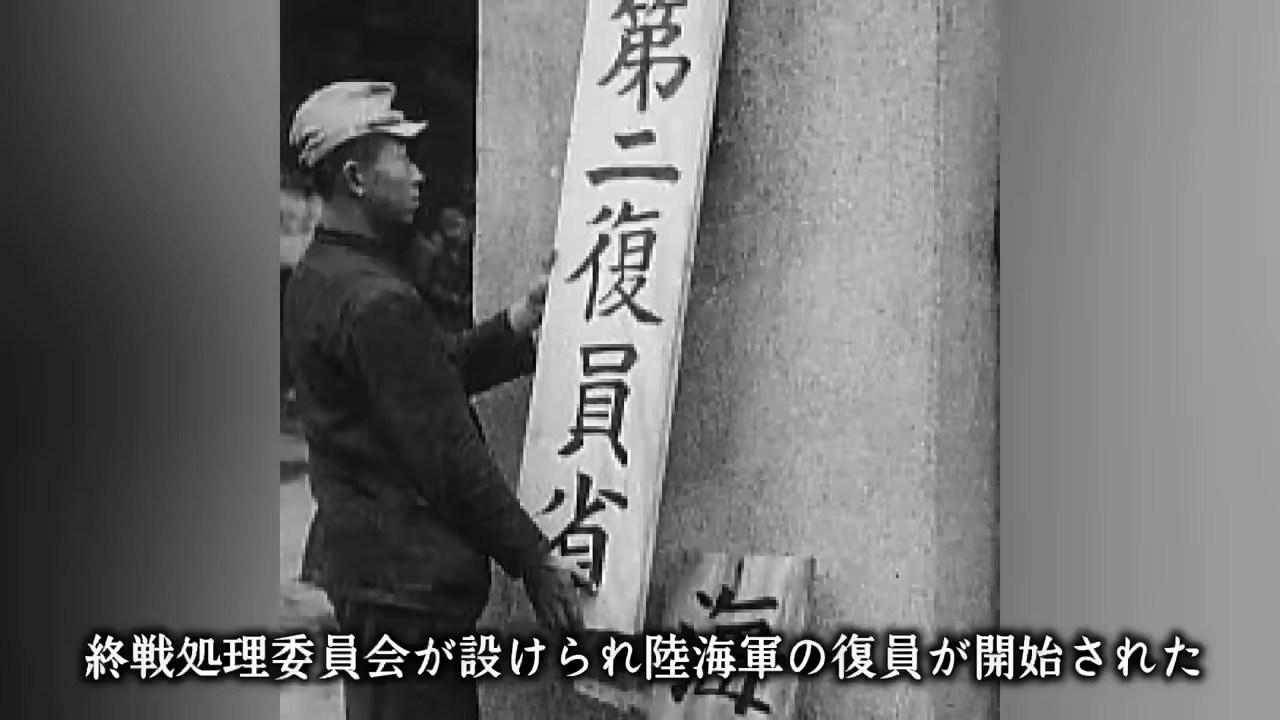 第二復員省
海
終戦処理委員会が設けられ陸海軍の復員が開始された